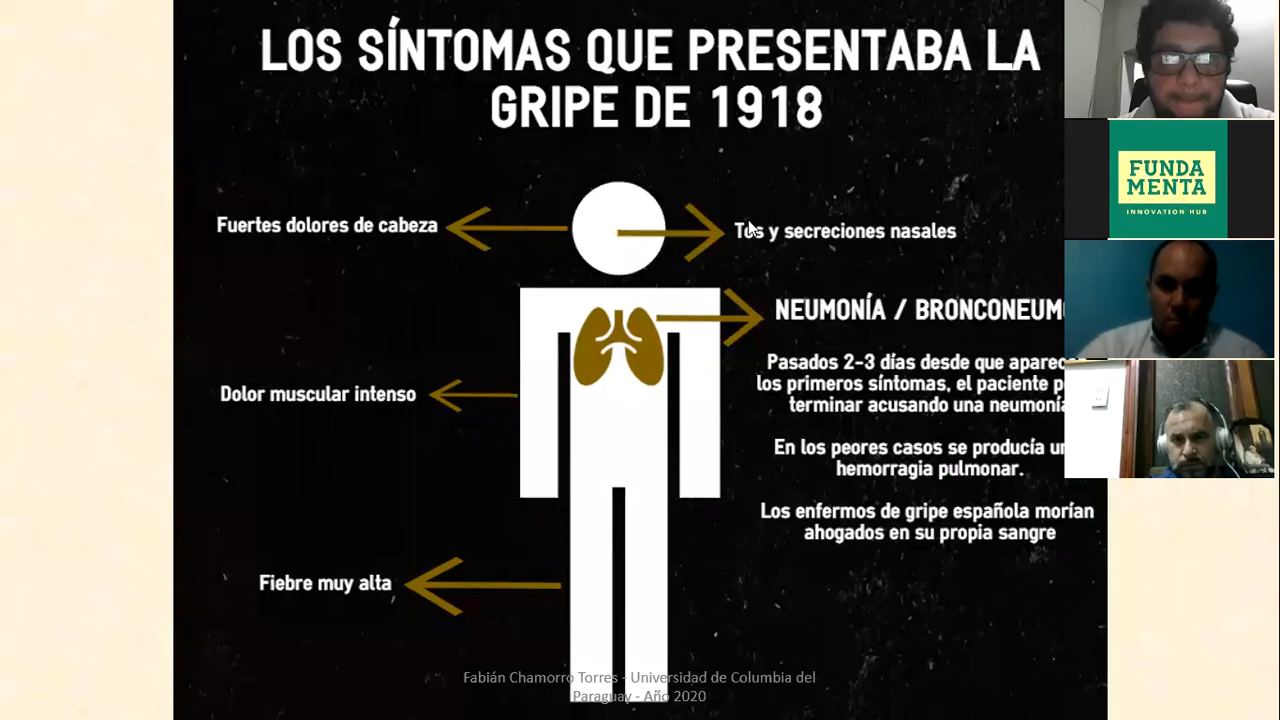 LOS SÍNTOMAS QUE PRESENTABA LA
GRIPE DE 1918
Fuertes dolores de cabeza
Tos y secreciones nasales
NEUMONÍA /
Pasados 2-3 días desde que
los primeros síntomas, el paciente
terminar acusando una neumonía
Dolor muscular intenso
En los peores casos se producía
hemorragia pulmonar.
Los enfermos de gripe española morían
ahogados en su propia sangre
Fiebre muy alta
Fabián Chamorro Torres - Universidad de Columbia del
Paraguay - Año 2020
FUNDA
MENTA
INNOVATION HUB